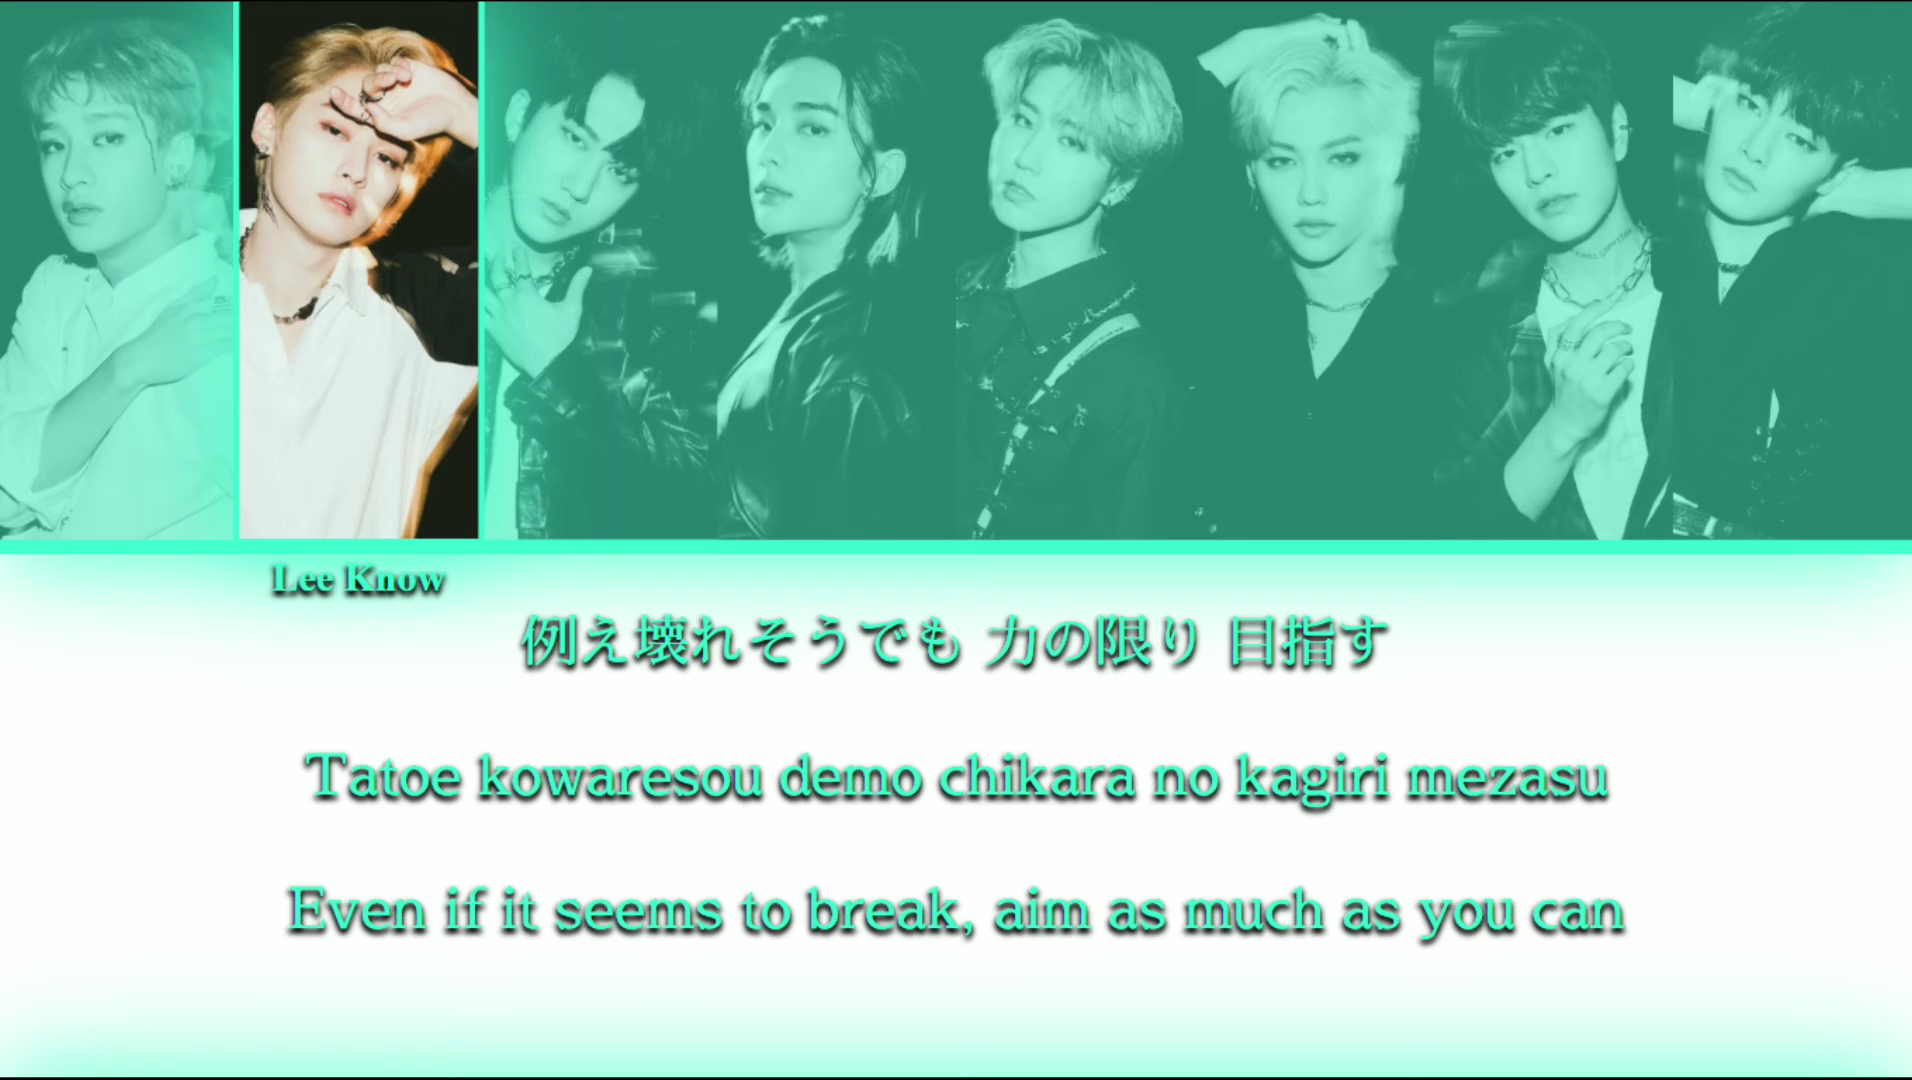 Lee Know
例え壊れそうでも 力の限り 目指す
Tatoe kowaresou demo chikara no kagiri mezasu
Even if it seems to break, aim as much as you can